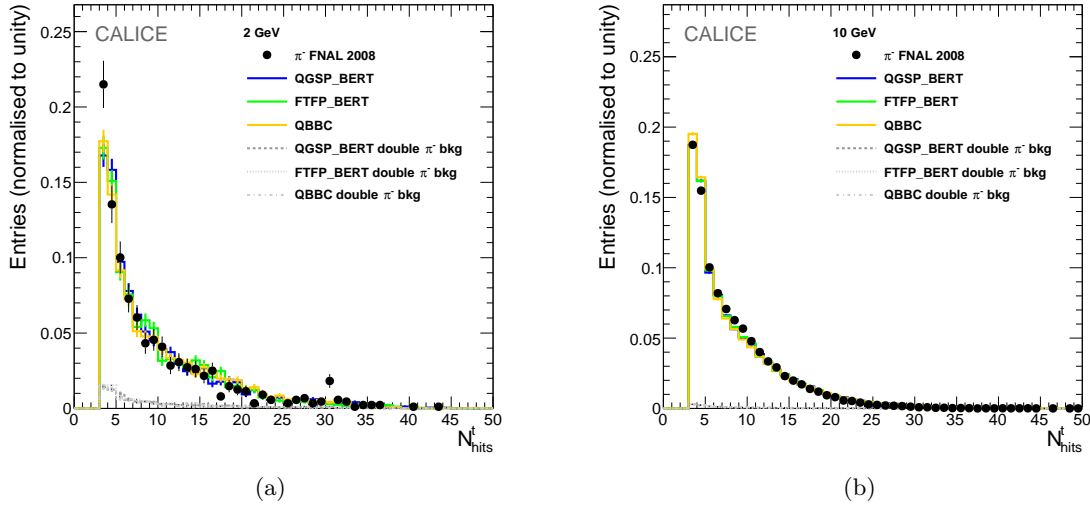 CALICE
2 GeV
π⁻ FNAL 2008
QGSP_BERT
FTFP_BERT
QBBC
QGSP_BERT double π⁻ bkg
FTFP_BERT double π⁻ bkg
QBBC double π⁻ bkg
Entries (normalised to unity)
0.25
0.2
0.15
0.1
0.05
0
0 5 10 15 20 25 30 35 40 45 50
N^t_hits
(a)
CALICE
10 GeV
π⁻ FNAL 2008
QGSP_BERT
FTFP_BERT
QBBC
QGSP_BERT double π⁻ bkg
FTFP_BERT double π⁻ bkg
QBBC double π⁻ bkg
Entries (normalised to unity)
0.25
0.2
0.15
0.1
0.05
0
0 5 10 15 20 25 30 35 40 45 50
N^t_hits
(b)